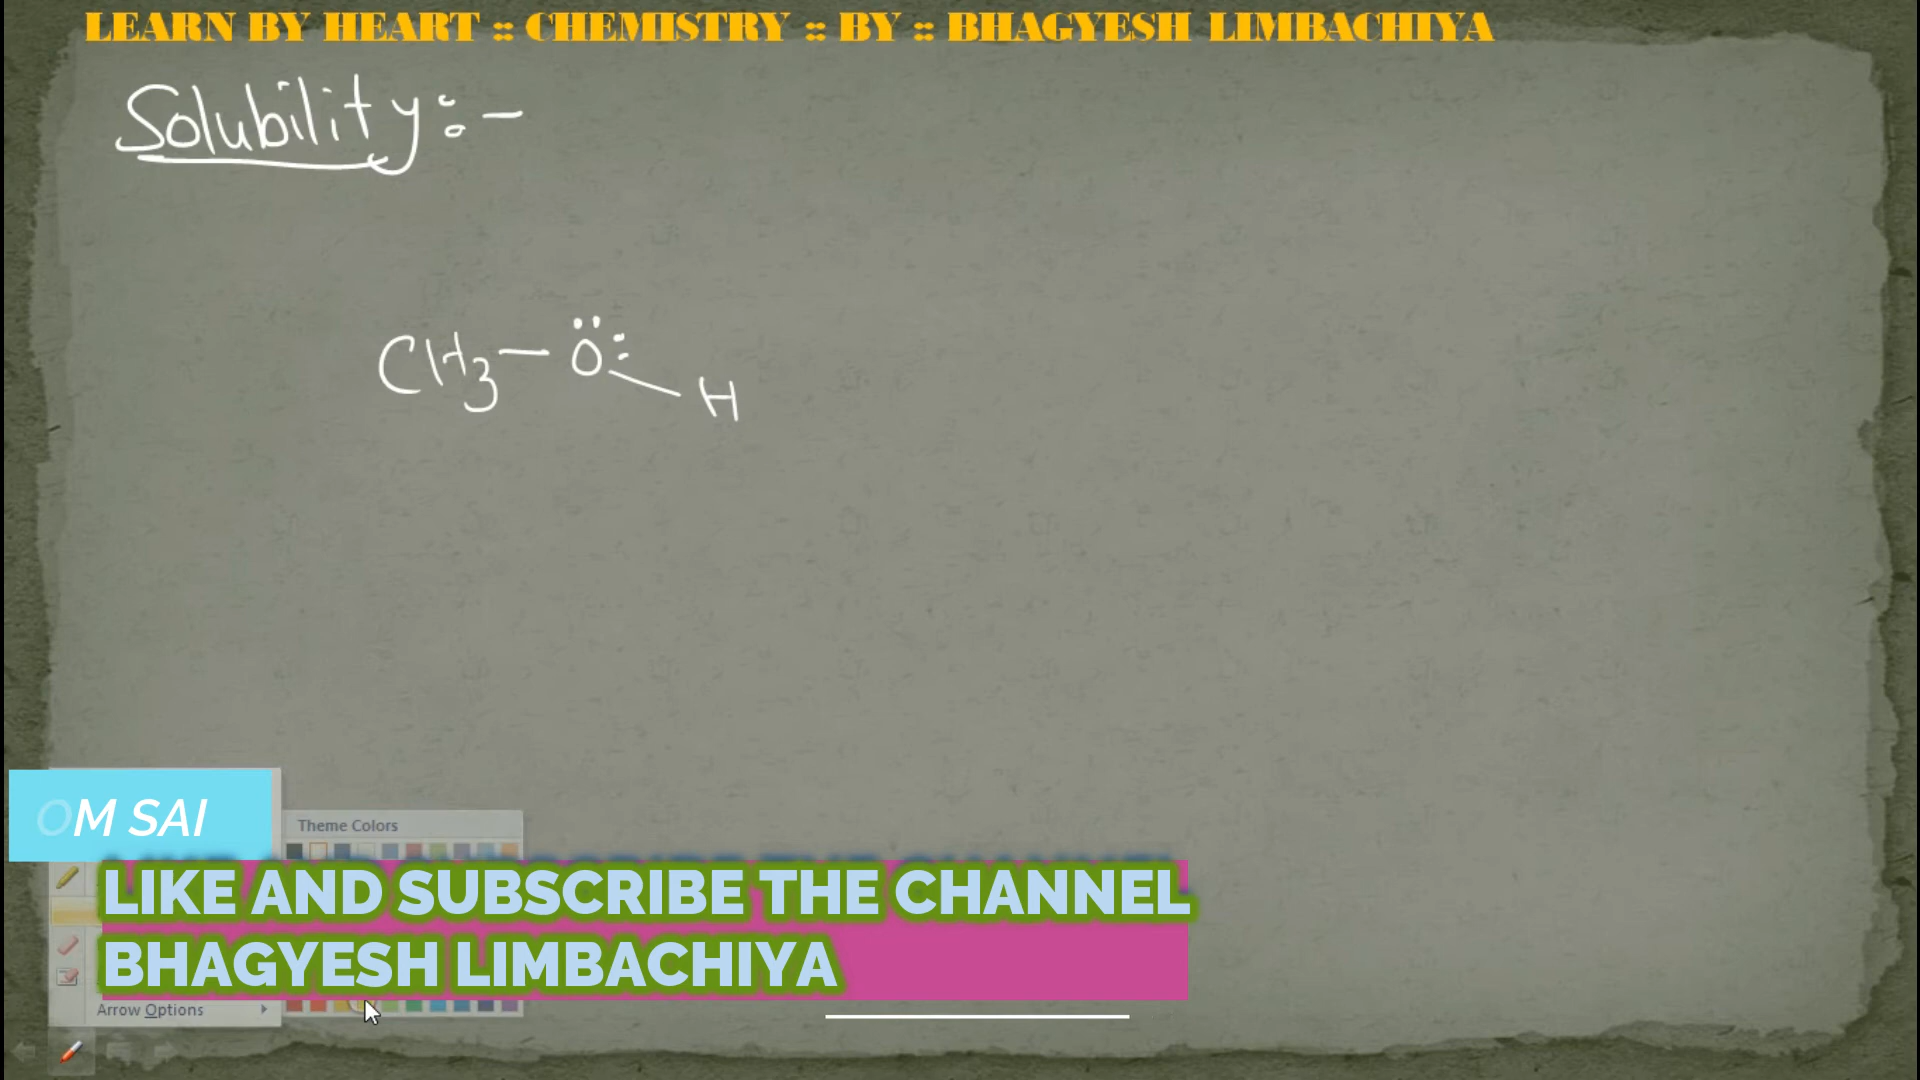 LEARN BY HEART :: CHEMISTRY :: BY :: BHAGYESH LIMBACHIYA
Solubility:-
CH3-O-H
OM SAI
Theme Colors
LIKE AND SUBSCRIBE THE CHANNEL
BHAGYESH LIMBACHIYA
Arrow Options